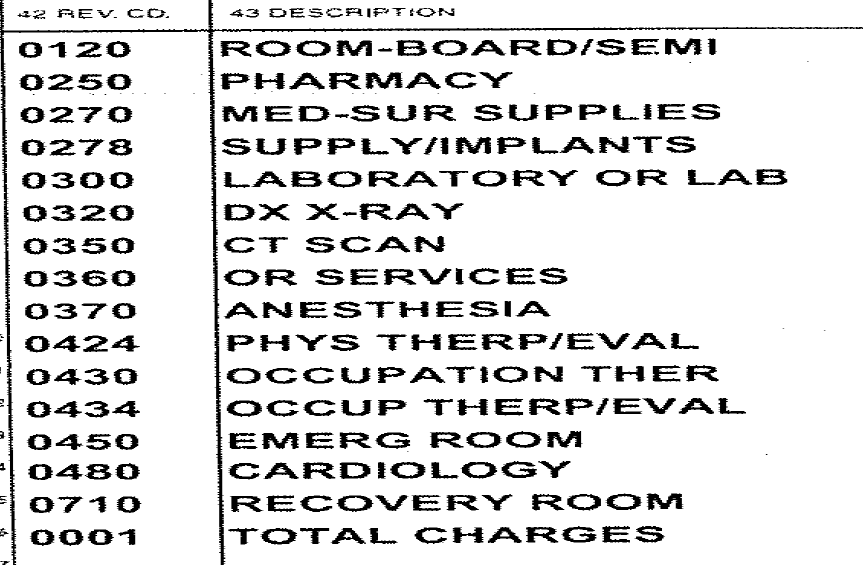 42 REV. CD. 43 DESCRIPTION
0120 ROOM-BOARD/SEMI
0250 PHARMACY
0270 MED-SUR SUPPLIES
0278 SUPPLY/IMPLANTS
0300 LABORATORY OR LAB
0320 DX X-RAY
0350 CT SCAN
0360 OR SERVICES
0370 ANESTHESIA
0424 PHYS THERP/EVAL
0430 OCCUPATION THER
0434 OCCUP THERP/EVAL
0450 EMERG ROOM
0480 CARDIOLOGY
0710 RECOVERY ROOM
0001 TOTAL CHARGES